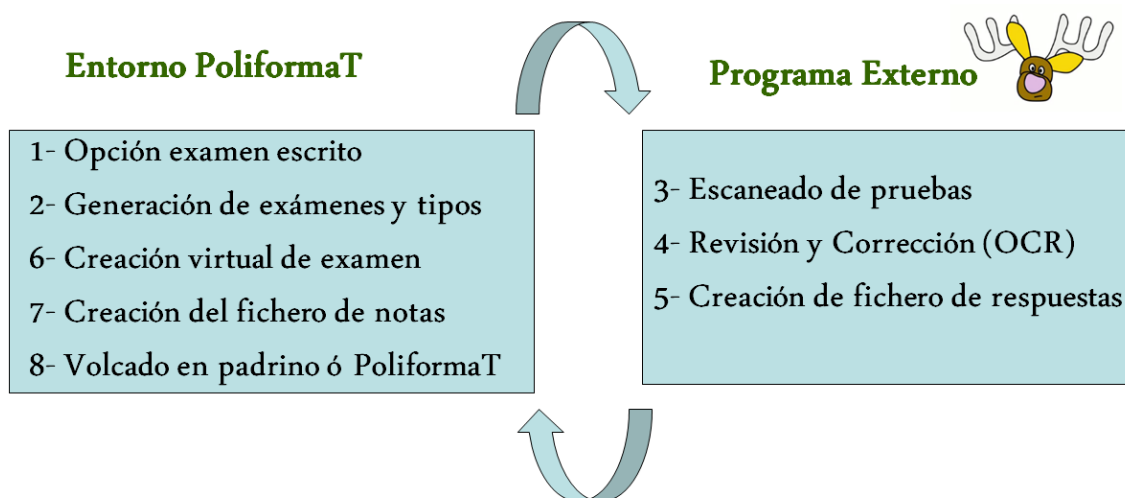 Entorno PoliformaT
1- Opción examen escrito
2- Generación de exámenes y tipos
6- Creación virtual de examen
7- Creación del fichero de notas
8- Volcado en padrino ó PoliformaT
Programa Externo
3- Escaneado de pruebas
4- Revisión y Corrección (OCR)
5- Creación de fichero de respuestas